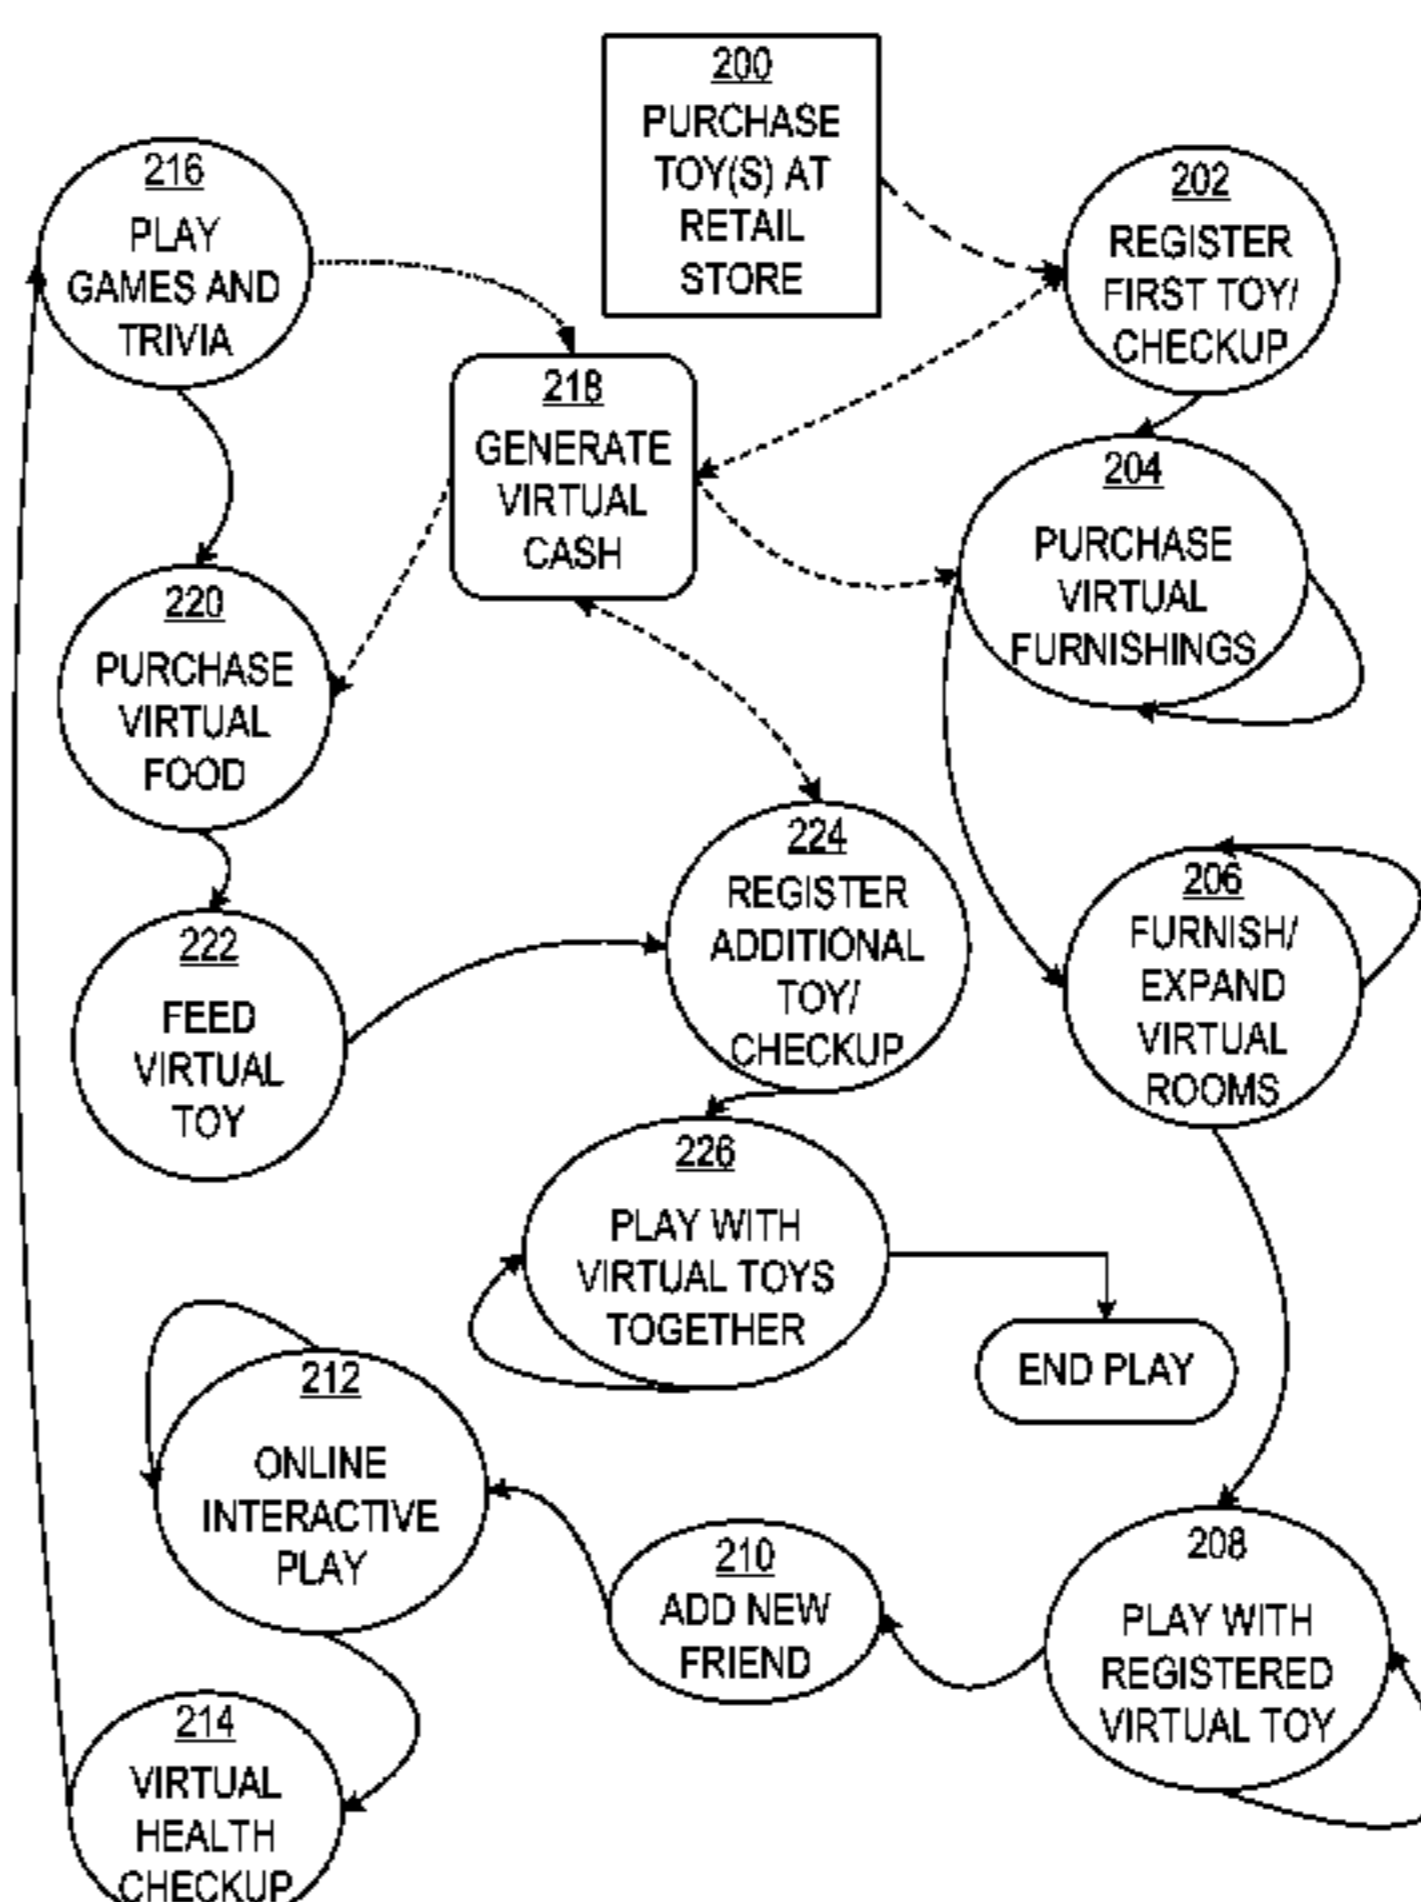 200
PURCHASE
TOY(S) AT
RETAIL
STORE
216
PLAY
GAMES AND
TRIVIA
202
REGISTER
FIRST TOY/
CHECKUP
218
GENERATE
VIRTUAL
CASH
204
PURCHASE
VIRTUAL
FURNISHINGS
220
PURCHASE
VIRTUAL
FOOD
224
REGISTER
ADDITIONAL
TOY/
CHECKUP
206
FURNISH/
EXPAND
VIRTUAL
ROOMS
222
FEED
VIRTUAL
TOY
226
PLAY WITH
VIRTUAL TOYS
TOGETHER
END PLAY
212
ONLINE
INTERACTIVE
PLAY
210
ADD NEW
FRIEND
208
PLAY WITH
REGISTERED
VIRTUAL TOY
214
VIRTUAL
HEALTH
CHECKUP